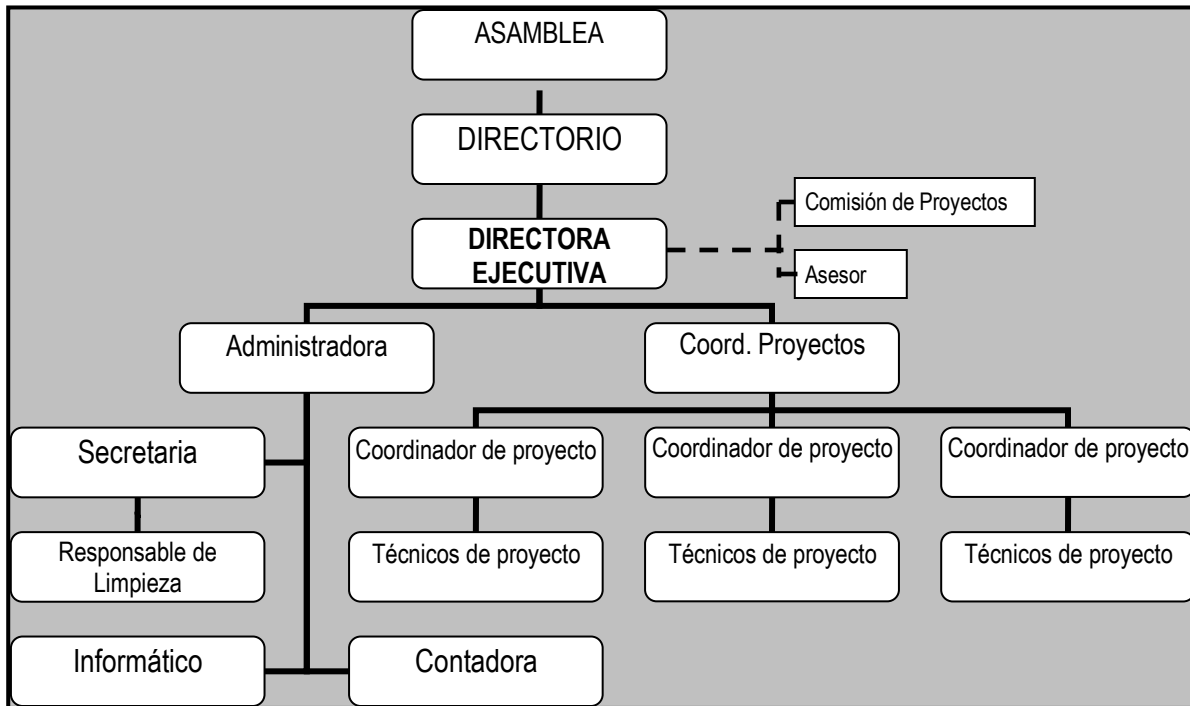 ASAMBLEA
DIRECTORIO
Comisión de Proyectos
DIRECTORA
EJECUTIVA
Asesor
Administradora
Coord. Proyectos
Secretaria
Coordinador de proyecto
Coordinador de proyecto
Coordinador de proyecto
Responsable de
Limpieza
Técnicos de proyecto
Técnicos de proyecto
Técnicos de proyecto
Informático
Contadora